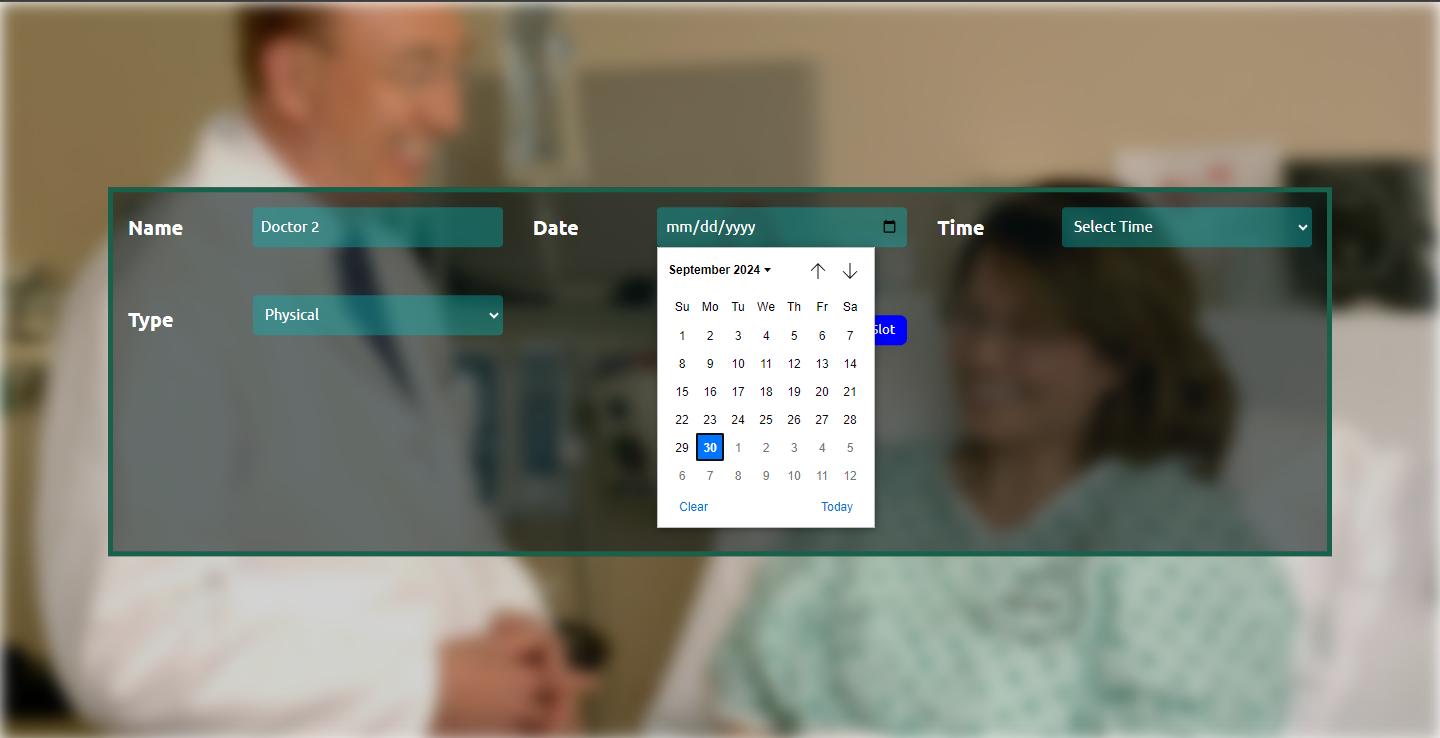 Name Doctor 2 Date mm/dd/yyyy Time Select Time
Type Physical
September 2024
Su Mo Tu We Th Fr Sa
1 2 3 4 5 6 7
8 9 10 11 12 13 14
15 16 17 18 19 20 21
22 23 24 25 26 27 28
29 30 1 2 3 4 5
6 7 8 9 10 11 12
Clear Today
Slot